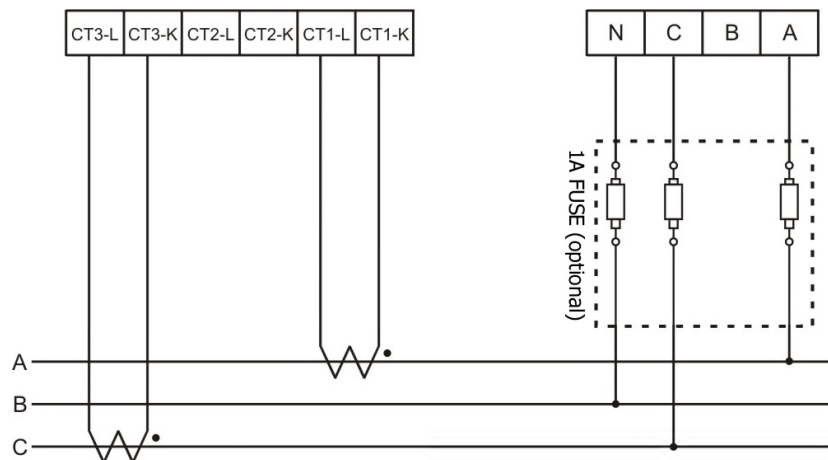 CT3-L CT3-K CT2-L CT2-K CT1-L CT1-K
N C B A
1A FUSE (optional)
A
B
C